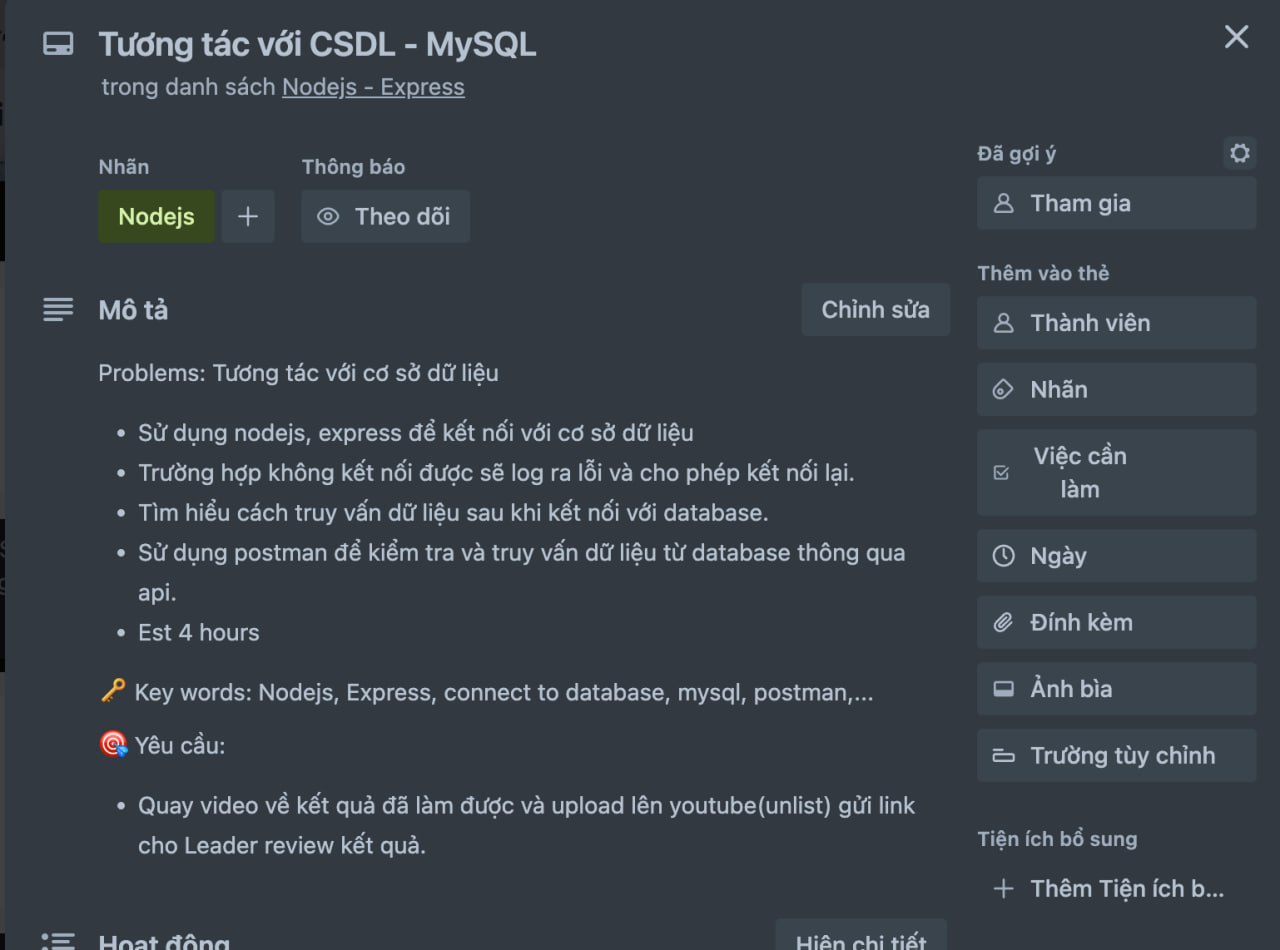 Tương tác với CSDL - MySQL
trong danh sách Nodejs - Express
Nhãn
Thông báo
Nodejs
Theo dõi
Mô tả
Chỉnh sửa
Problems: Tương tác với cơ sở dữ liệu
• Sử dụng nodejs, express để kết nối với cơ sở dữ liệu
• Trường hợp không kết nối được sẽ log ra lỗi và cho phép kết nối lại.
• Tìm hiểu cách truy vấn dữ liệu sau khi kết nối với database.
• Sử dụng postman để kiểm tra và truy vấn dữ liệu từ database thông qua
api.
• Est 4 hours
🔑 Key words: Nodejs, Express, connect to database, mysql, postman,...
🎯 Yêu cầu:
• Quay video về kết quả đã làm được và upload lên youtube(unlist) gửi link
cho Leader review kết quả.
Hoạt động
Hiện chi tiết
Đã gợi ý
Tham gia
Thêm vào thẻ
Thành viên
Nhãn
Việc cần
làm
Ngày
Đính kèm
Ảnh bìa
Trường tùy chỉnh
Tiện ích bổ sung
Thêm Tiện ích b...